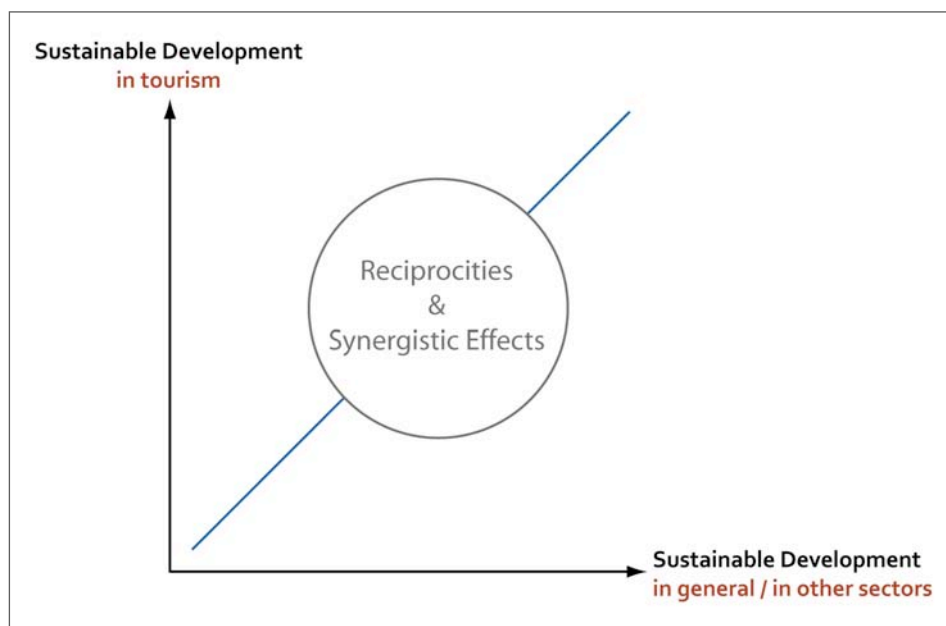 Sustainable Development
in tourism
Reciprocities
&
Synergistic Effects
Sustainable Development
in general / in other sectors